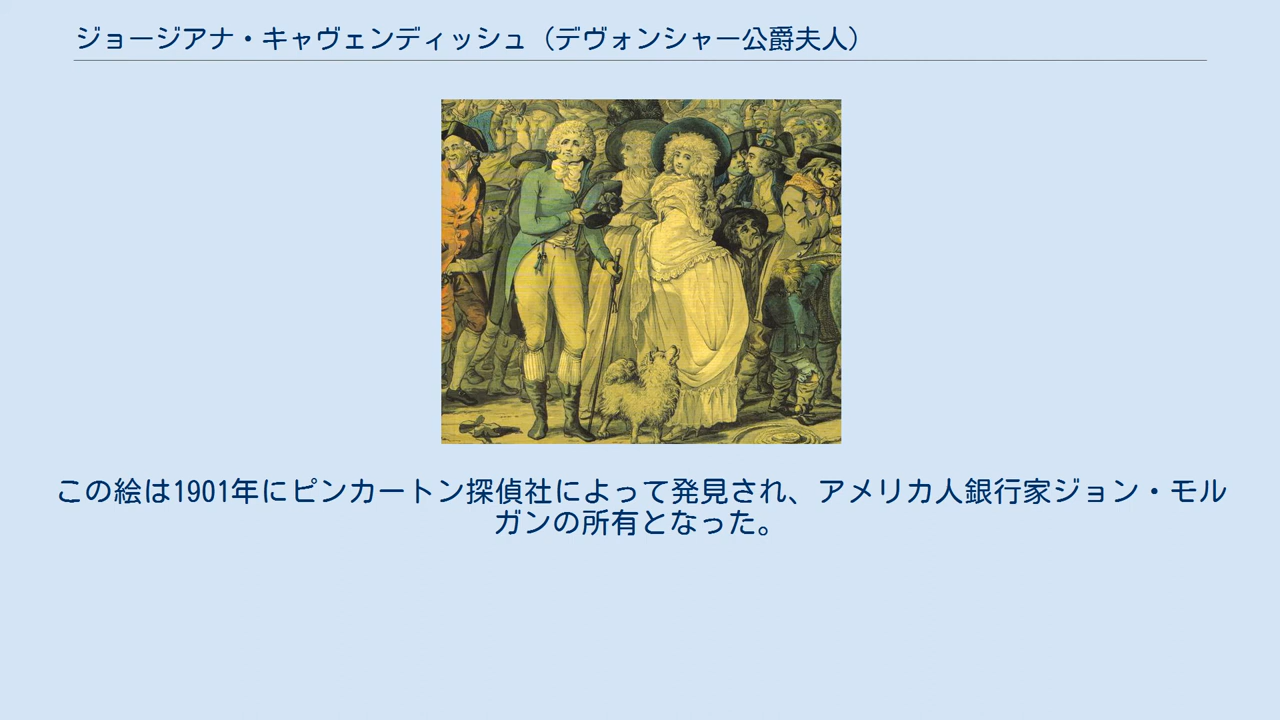 ジョージアナ・キャヴェンディッシュ（デヴォンシャー公爵夫人）
この絵は1901年にピンカートン探偵社によって発見され、アメリカ人銀行家ジョン・モル
ガンの所有となった。